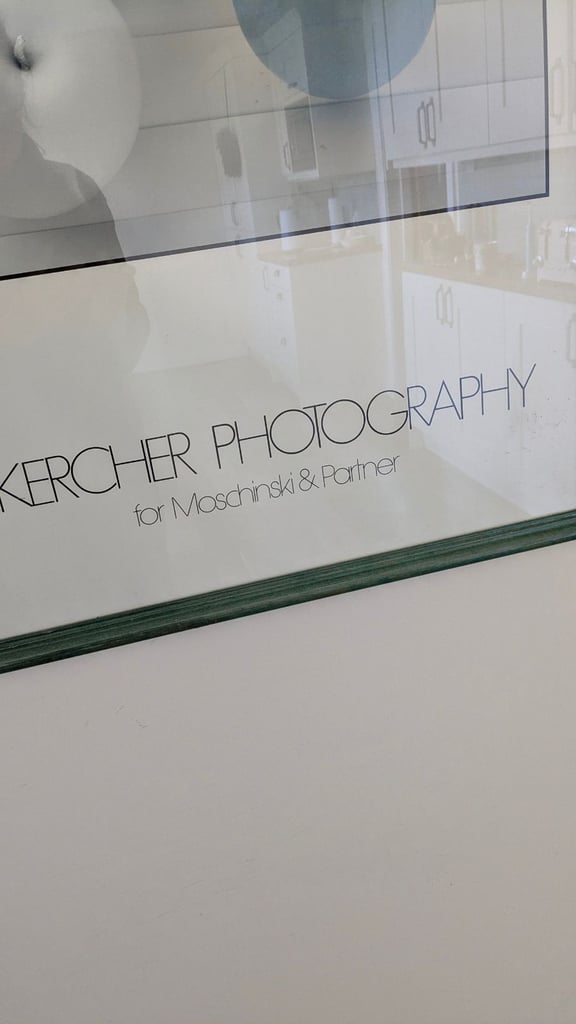 KERCHER PHOTOGRAPHY
for Moschinski & Partner